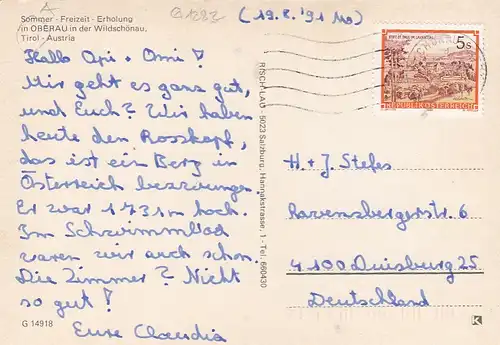 A
G1282
(19.8.'91 Mo)
Sommer - Freizeit - Erholung
in OBERAU in der Wildschönau,
Tirol - Austria
Hallo Opi + Omi!
Mir geht es ganz gut,
und Euch? Wir haben
heute den Rosskopf,
das ist ein Berg in
Österreich bezwungen.
Er war 1731m hoch.
Im Schwimmbad
waren wir auch schon.
Die Zimmer? Nicht
so gut!
Eure Claudia
G 14918
RISCH-LAU, 5023 Salzburg, Hannakstrasse 1 - Tel. 660430
5s
REPUBLIK ÖSTERREICH
H. + J. Stefes
Ravensbergerstr. 6
4100 Duisburg 25
Deutschland
K